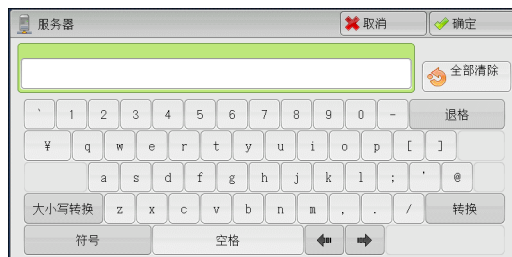 服务器 取消 确定
全部清除
` 1 2 3 4 5 6 7 8 9 0 - 退格
¥ q w e r t y u i o p [ ]
a s d f g h j k l ; ' @
大小写转换 z x c v b n m , . / 转换
符号 空格